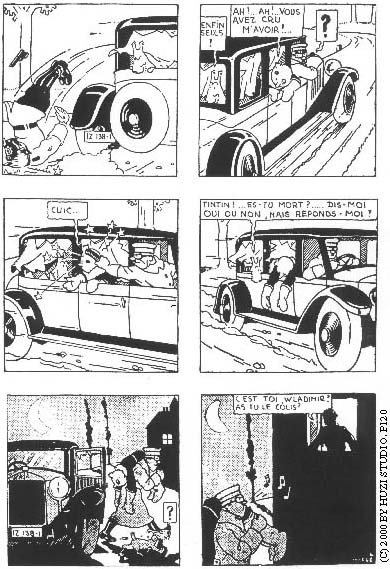 IZ 138-1
ENFIN
SEULS
!
AH!..AH!..VOUS
AVEZ CRU
M'AVOIR!...
?
CUIC...
TINTIN!...ES-TU MORT?.....DIS-MOI
OUI OU NON, MAIS RÉPONDS-MOI!
IZ 138-1
?
C'EST TOI, WLADIMIR?
AS TU LE COLIS?
(C) 2000 BY HUZI STUDIO. P120